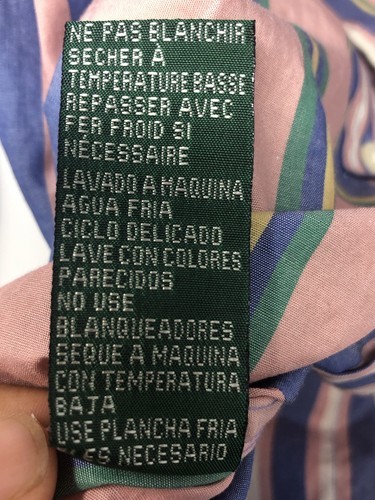 NE PAS BLANCHIR
SECHER À
TEMPERATURE BASSE
REPASSER AVEC
FER FROID SI
NÉCESSAIRE
LAVADO A MAQUINA
AGUA FRIA
CICLO DELICADO
LAVE CON COLORES
PARECIDOS
NO USE
BLANQUEADORES
SEQUE A MAQUINA
CON TEMPERATURA
BAJA
USE PLANCHA FRIA
ES NECESARIO